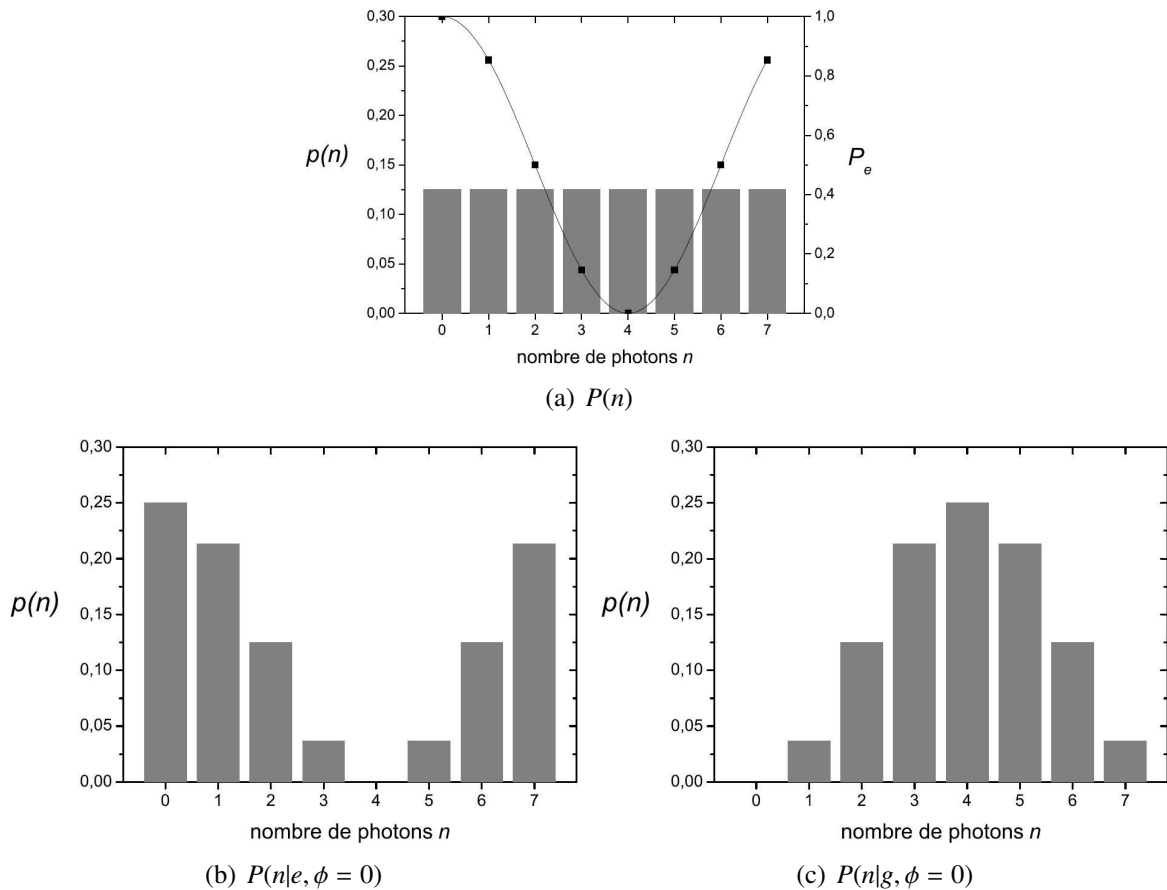 0,30
0,25
0,20
0,15
0,10
0,05
0,00
p(n)
1,0
0,8
0,6
0,4
0,2
0,0
P_e
0 1 2 3 4 5 6 7
nombre de photons n
(a) P(n)
0,30
0,25
0,20
0,15
0,10
0,05
0,00
p(n)
0 1 2 3 4 5 6 7
nombre de photons n
(b) P(n|e, ϕ = 0)
0,30
0,25
0,20
0,15
0,10
0,05
0,00
p(n)
0 1 2 3 4 5 6 7
nombre de photons n
(c) P(n|g, ϕ = 0)